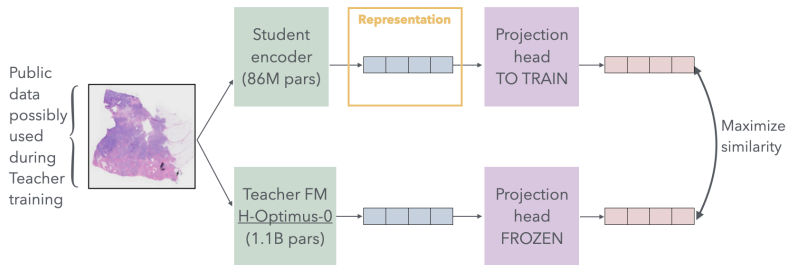 Public
data
possibly
used
during
Teacher
training
Student
encoder
(86M pars)
Representation
Projection
head
TO TRAIN
Teacher FM
H-Optimus-0
(1.1B pars)
Projection
head
FROZEN
Maximize
similarity